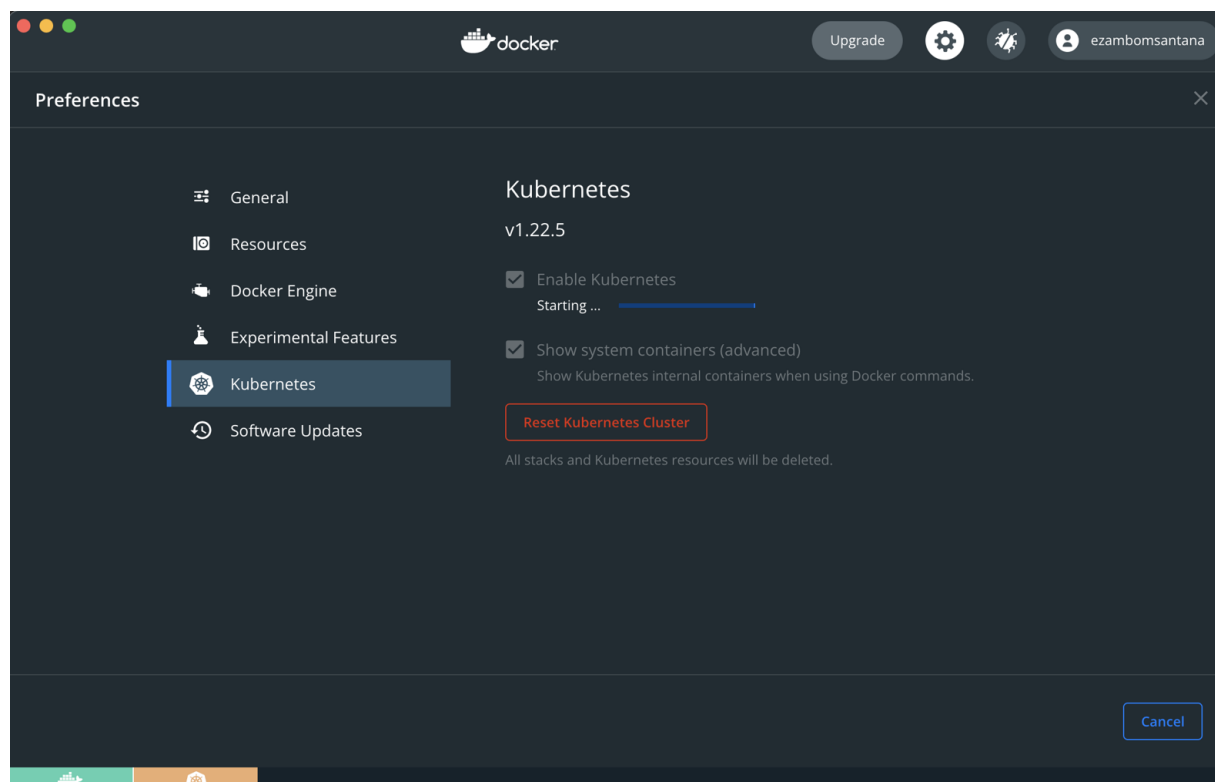 docker
Upgrade
ezambomsantana
Preferences
General
Resources
Docker Engine
Experimental Features
Kubernetes
Software Updates
Kubernetes
v1.22.5
Enable Kubernetes
Starting ...
Show system containers (advanced)
Show Kubernetes internal containers when using Docker commands.
Reset Kubernetes Cluster
All stacks and Kubernetes resources will be deleted.
Cancel